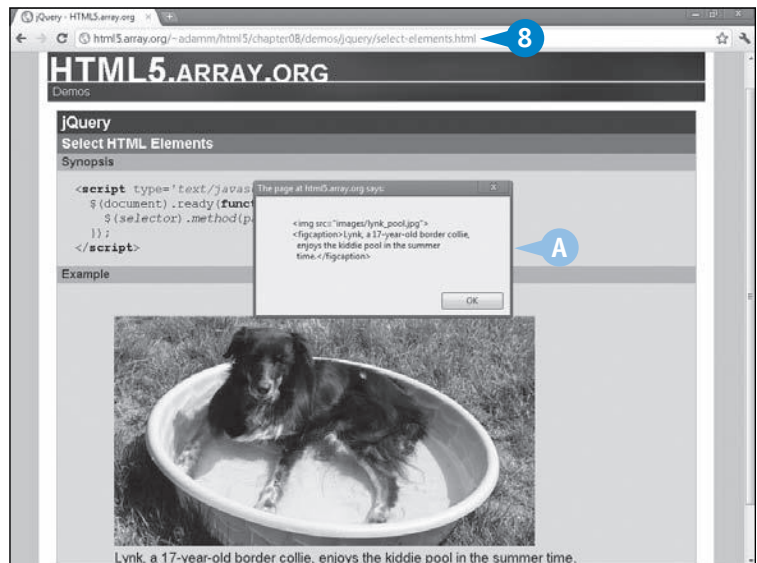 jQuery - HTML5.array.org
html5.array.org/~adamm/html5/chapter08/demos/jquery/select-elements.html
8
HTML5.ARRAY.ORG
Demos
jQuery
Select HTML Elements
Synopsis
<script type='text/javas
$(document).ready(funct
$(selector).method(p
});
</script>
The page at html5.array.org says:
<img src="images/lynk_pool.jpg">
<figcaption>Lynk, a 17-year-old border collie,
enjoys the kiddie pool in the summer
time.</figcaption>
OK
A
Example
Lynk, a 17-year-old border collie, enjoys the kiddie pool in the summer time.